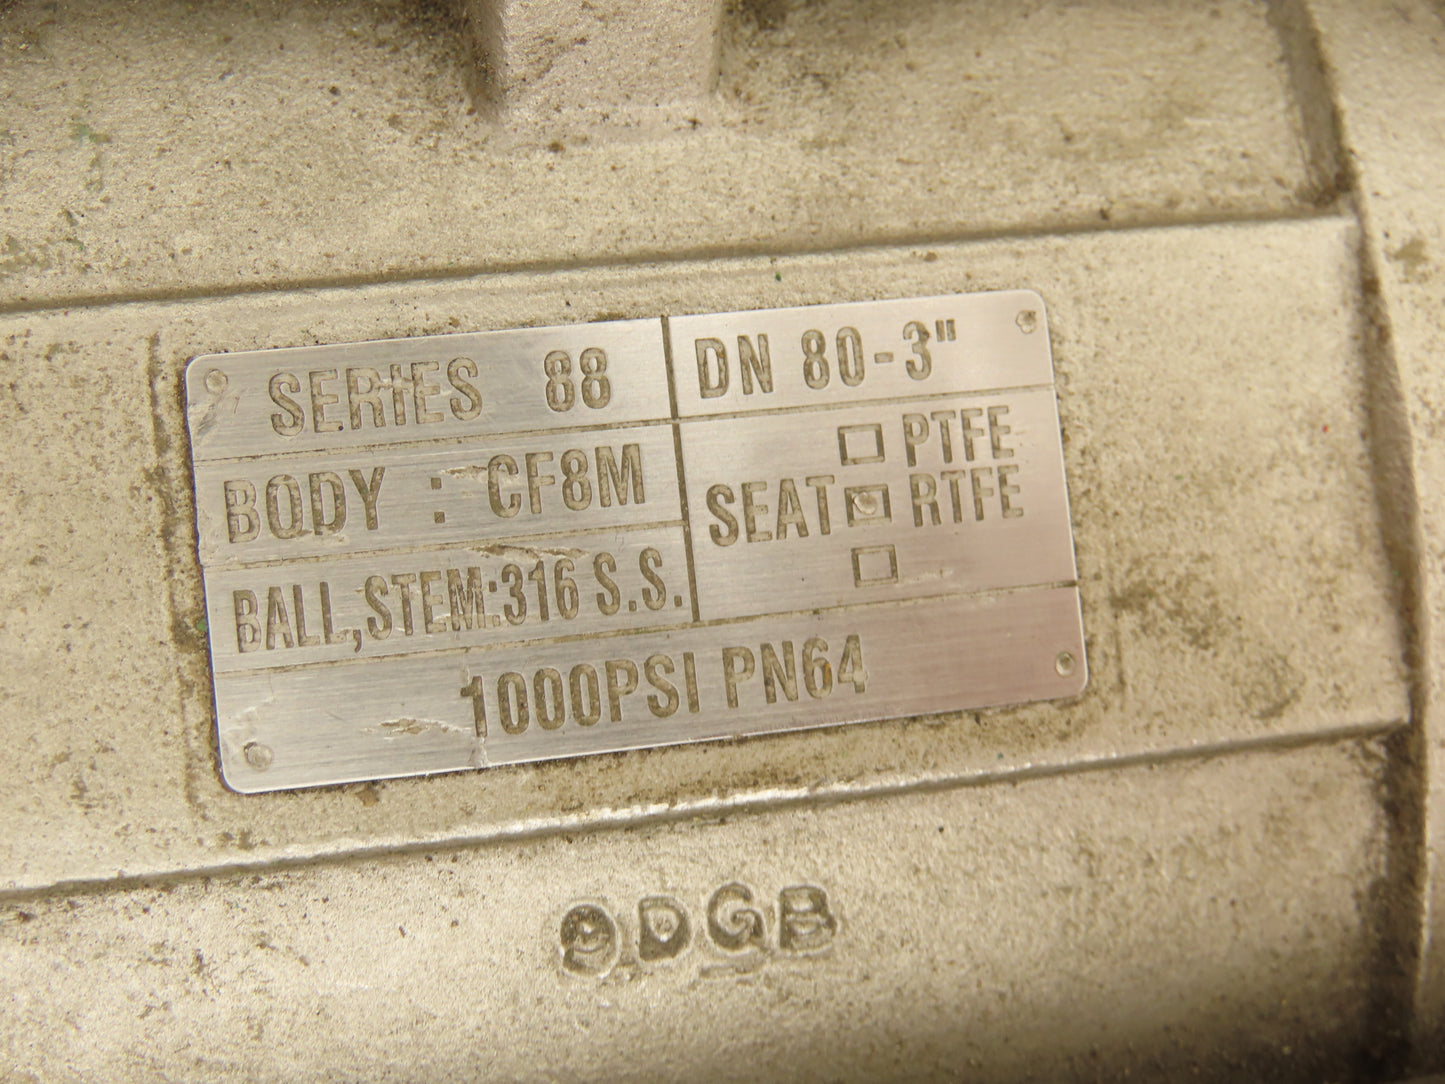 SERIES 88
DN 80-3"
BODY : CF8M
BALL,STEM:316 S.S.
SEAT
PTFE
RTFE
1000PSI PN64
9DGB